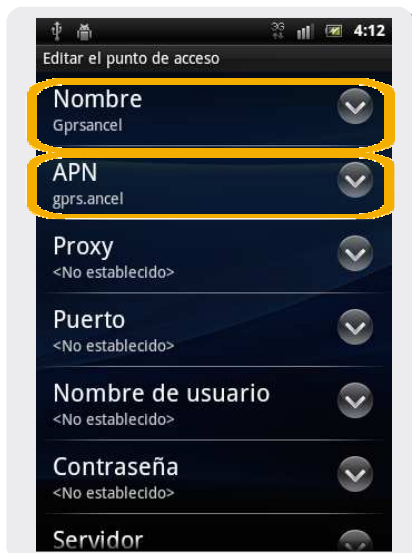 3G
4:12
Editar el punto de acceso
Nombre
Gprsancel
APN
gprs.ancel
Proxy
<No establecido>
Puerto
<No establecido>
Nombre de usuario
<No establecido>
Contraseña
<No establecido>
Servidor